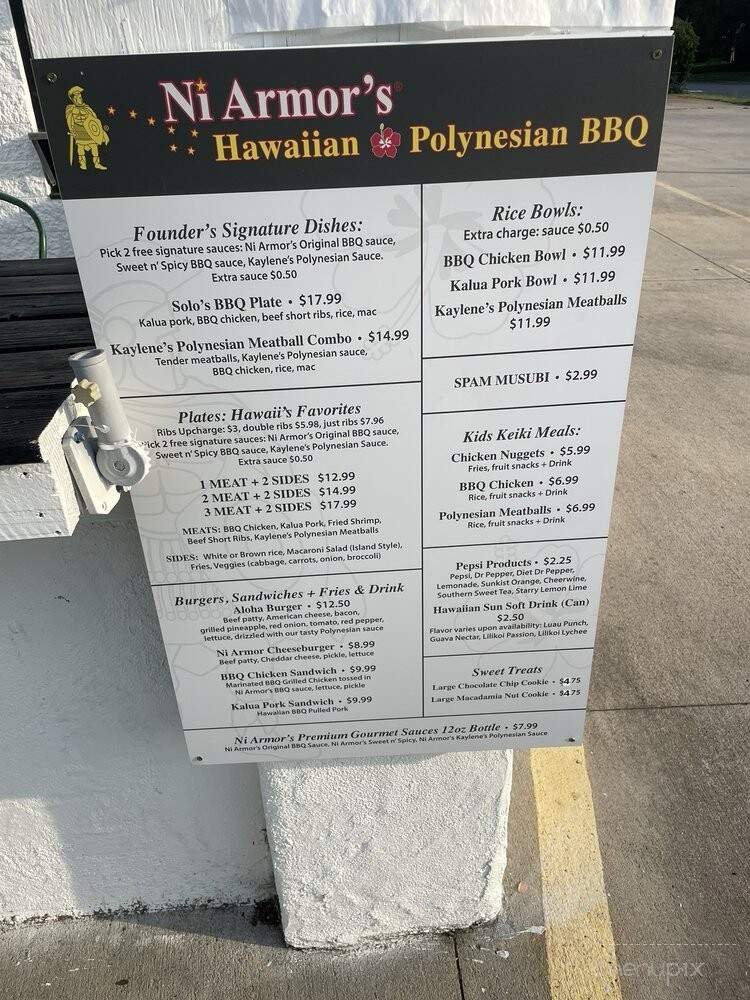 Ni Armor's
Hawaiian Polynesian BBQ
Founder's Signature Dishes:
Pick 2 free signature sauces: Ni Armor's Original BBQ sauce,
Sweet n' Spicy BBQ sauce, Kaylene's Polynesian Sauce.
Extra sauce $0.50
Solo's BBQ Plate • $17.99
Kalua pork, BBQ chicken, beef short ribs, rice, mac
Kaylene's Polynesian Meatball Combo • $14.99
Tender meatballs, Kaylene's Polynesian sauce,
BBQ chicken, rice, mac
Plates: Hawaii's Favorites
Ribs Upcharge: $3, double ribs $5.98, just ribs $7.96
ick 2 free signature sauces: Ni Armor's Original BBQ sauce,
Sweet n' Spicy BBQ sauce, Kaylene's Polynesian Sauce.
Extra sauce $0.50
1 MEAT + 2 SIDES $12.99
2 MEAT + 2 SIDES $14.99
3 MEAT + 2 SIDES $17.99
MEATS: BBQ Chicken, Kalua Pork, Fried Shrimp,
Beef Short Ribs, Kaylene's Polynesian Meatballs
SIDES: White or Brown rice, Macaroni Salad (Island Style),
Fries, Veggies (cabbage, carrots, onion, broccoli)
Burgers, Sandwiches + Fries & Drink
Aloha Burger • $12.50
Beef patty, American cheese, bacon,
grilled pineapple, red onion, tomato, red pepper,
lettuce, drizzled with our tasty Polynesian sauce
Ni Armor Cheeseburger • $8.99
Beef patty, Cheddar cheese, pickle, lettuce
BBQ Chicken Sandwich • $9.99
Marinated BBQ Grilled Chicken tossed in
Ni Armor's BBQ sauce, lettuce, pickle
Kalua Pork Sandwich • $9.99
Hawaiian BBQ Pulled Pork
Rice Bowls:
Extra charge: sauce $0.50
BBQ Chicken Bowl • $11.99
Kalua Pork Bowl • $11.99
Kaylene's Polynesian Meatballs
$11.99
SPAM MUSUBI • $2.99
Kids Keiki Meals:
Chicken Nuggets • $5.99
Fries, fruit snacks + Drink
BBQ Chicken • $6.99
Rice, fruit snacks + Drink
Polynesian Meatballs • $6.99
Rice, fruit snacks + Drink
Pepsi Products • $2.25
Pepsi, Dr Pepper, Diet Dr Pepper,
Lemonade, Sunkist Orange, Cheerwine,
Southern Sweet Tea, Starry Lemon Lime
Hawaiian Sun Soft Drink (Can)
$2.50
Flavor varies upon availability: Luau Punch,
Guava Nectar, Lilikoi Passion, Lilikoi Lychee
Sweet Treats
Large Chocolate Chip Cookie • $4.75
Large Macadamia Nut Cookie • $4.75
Ni Armor's Premium Gourmet Sauces 12oz Bottle • $7.99
Ni Armor's Original BBQ Sauce, Ni Armor's Sweet n' Spicy, Ni Armor's Kaylene's Polynesian Sauce
menupix